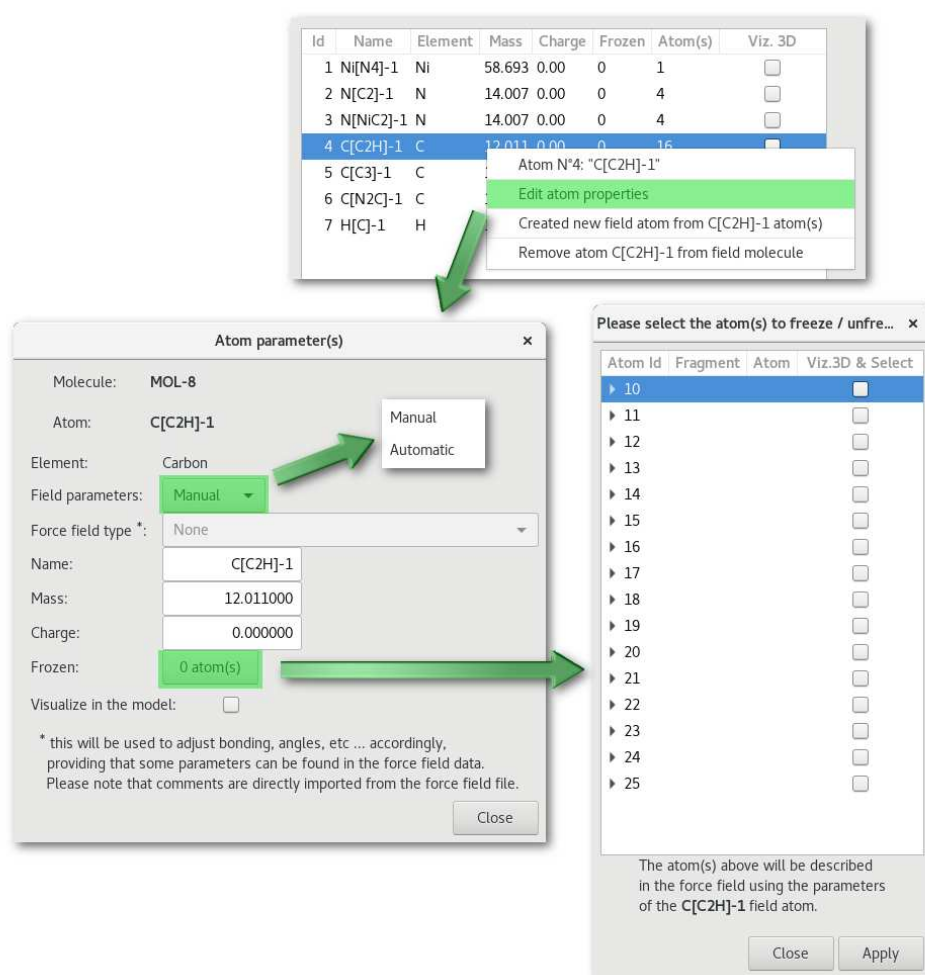 Id Name Element Mass Charge Frozen Atom(s) Viz. 3D
1 Ni[N4]-1 Ni 58.693 0.00 0 1
2 N[C2]-1 N 14.007 0.00 0 4
3 N[NiC2]-1 N 14.007 0.00 0 4
4 C[C2H]-1 C 12.011 0.00 0 16
5 C[C3]-1 C
6 C[N2C]-1 C
7 H[C]-1 H
Atom N°4: "C[C2H]-1"
Edit atom properties
Created new field atom from C[C2H]-1 atom(s)
Remove atom C[C2H]-1 from field molecule
Atom parameter(s) ×
Molecule: MOL-8
Atom: C[C2H]-1
Element: Carbon
Field parameters: Manual
Manual
Automatic
Force field type *: None
Name: C[C2H]-1
Mass: 12.011000
Charge: 0.000000
Frozen: 0 atom(s)
Visualize in the model:
* this will be used to adjust bonding, angles, etc ... accordingly,
providing that some parameters can be found in the force field data.
Please note that comments are directly imported from the force field file.
Close
Please select the atom(s) to freeze / unfre... ×
Atom Id Fragment Atom Viz.3D & Select
10
11
12
13
14
15
16
17
18
19
20
21
22
23
24
25
The atom(s) above will be described
in the force field using the parameters
of the C[C2H]-1 field atom.
Close Apply